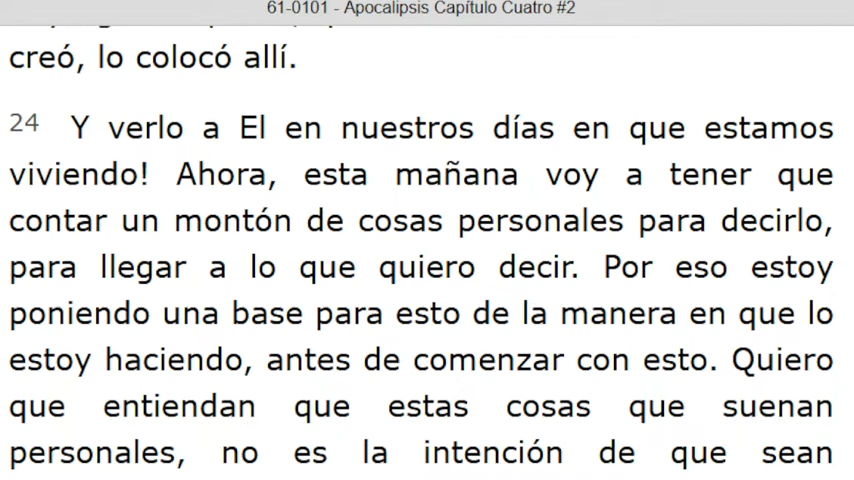 61-0101 - Apocalipsis Capítulo Cuatro #2
creó, lo colocó allí.
24 Y verlo a El en nuestros días en que estamos
viviendo! Ahora, esta mañana voy a tener que
contar un montón de cosas personales para decirlo,
para llegar a lo que quiero decir. Por eso estoy
poniendo una base para esto de la manera en que lo
estoy haciendo, antes de comenzar con esto. Quiero
que entiendan que estas cosas que suenan
personales, no es la intención de que sean